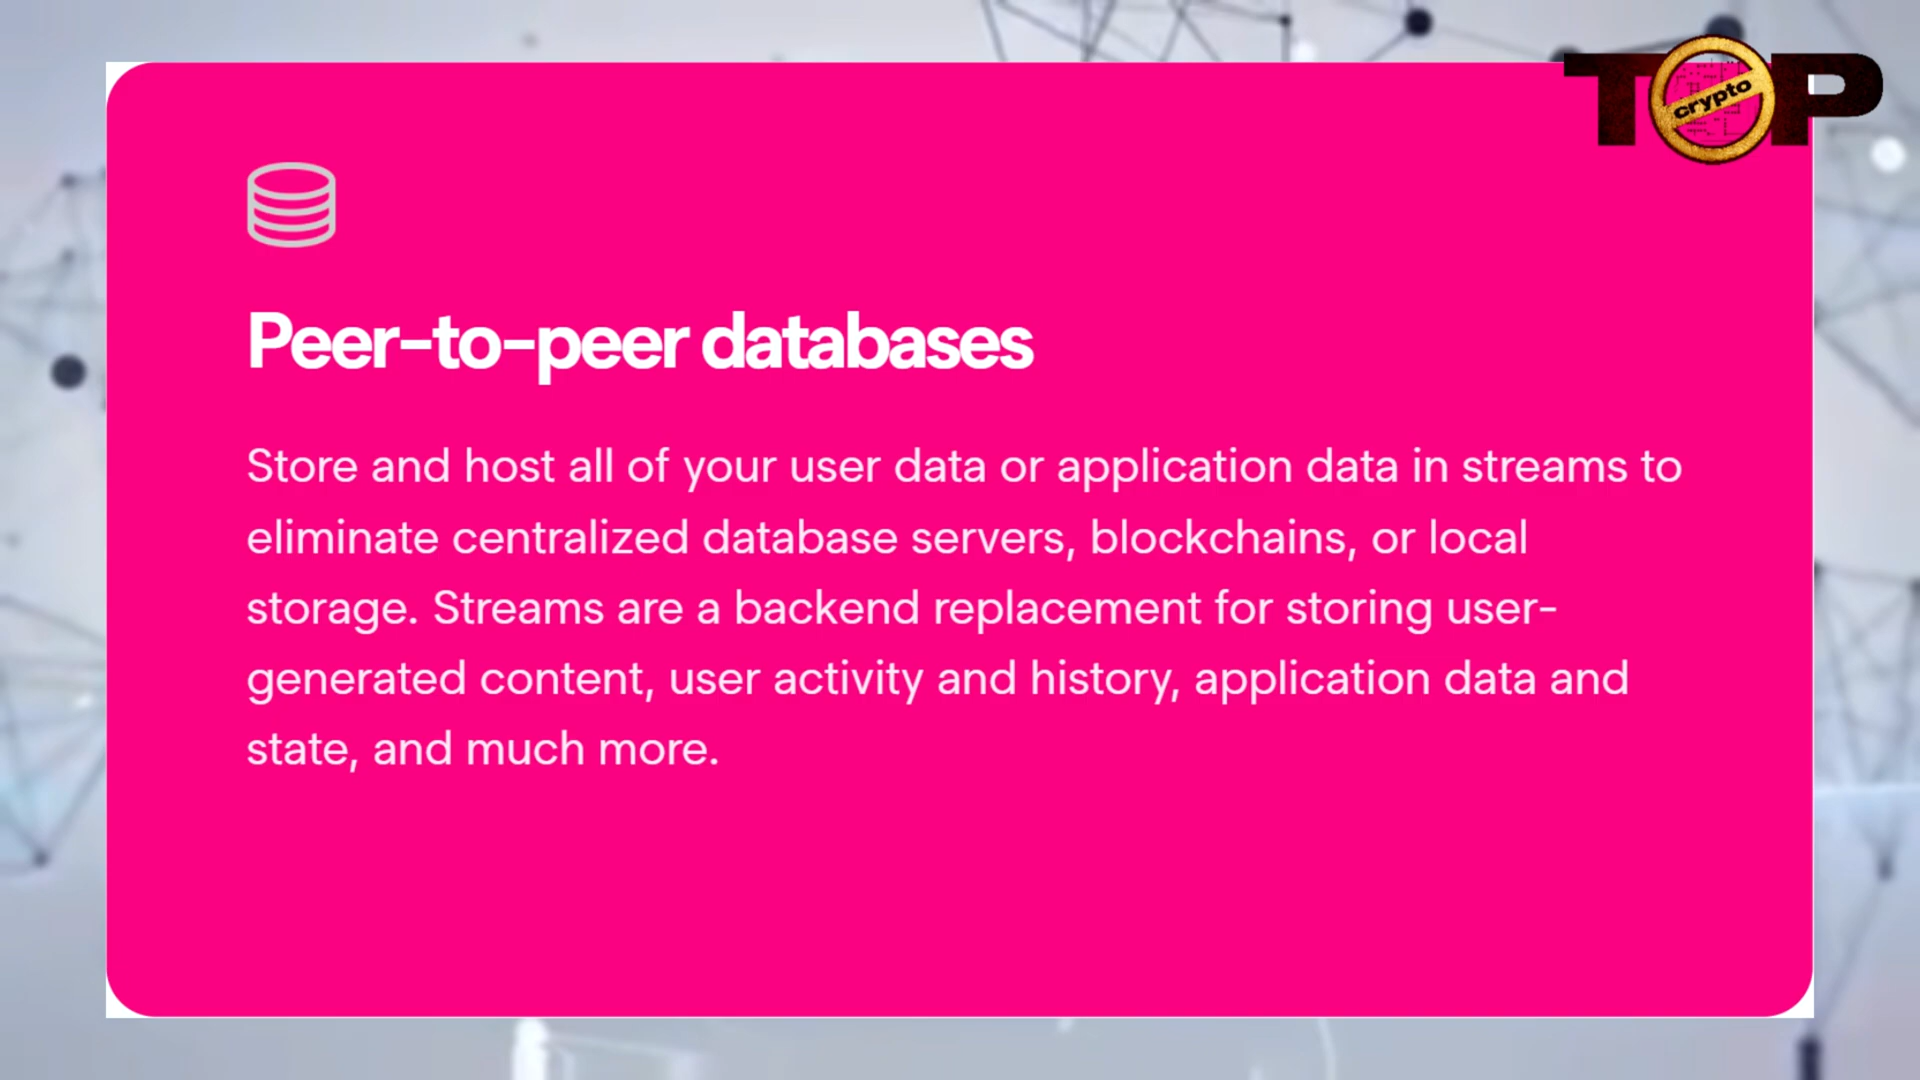 TOP
crypto
Peer-to-peer databases
Store and host all of your user data or application data in streams to
eliminate centralized database servers, blockchains, or local
storage. Streams are a backend replacement for storing user-
generated content, user activity and history, application data and
state, and much more.